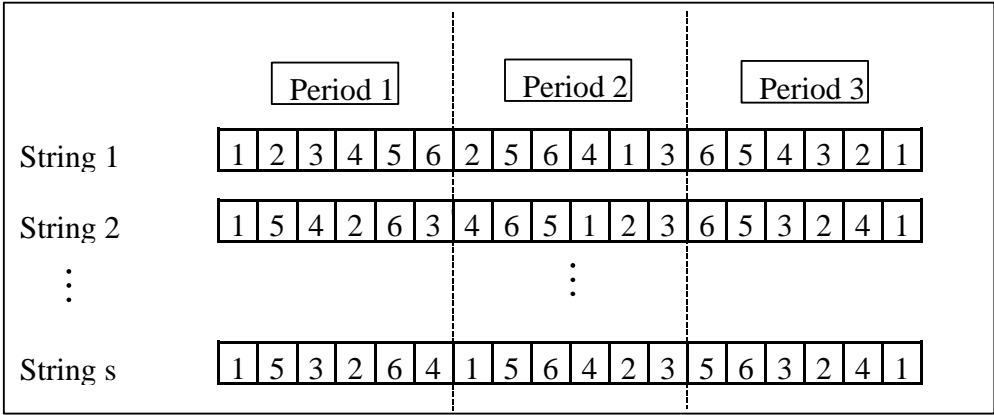 Period 1 Period 2 Period 3
String 1 1 2 3 4 5 6 2 5 6 4 1 3 6 5 4 3 2 1
String 2 1 5 4 2 6 3 4 6 5 1 2 3 6 5 3 2 4 1
⋮ ⋮
String s 1 5 3 2 6 4 1 5 6 4 2 3 5 6 3 2 4 1